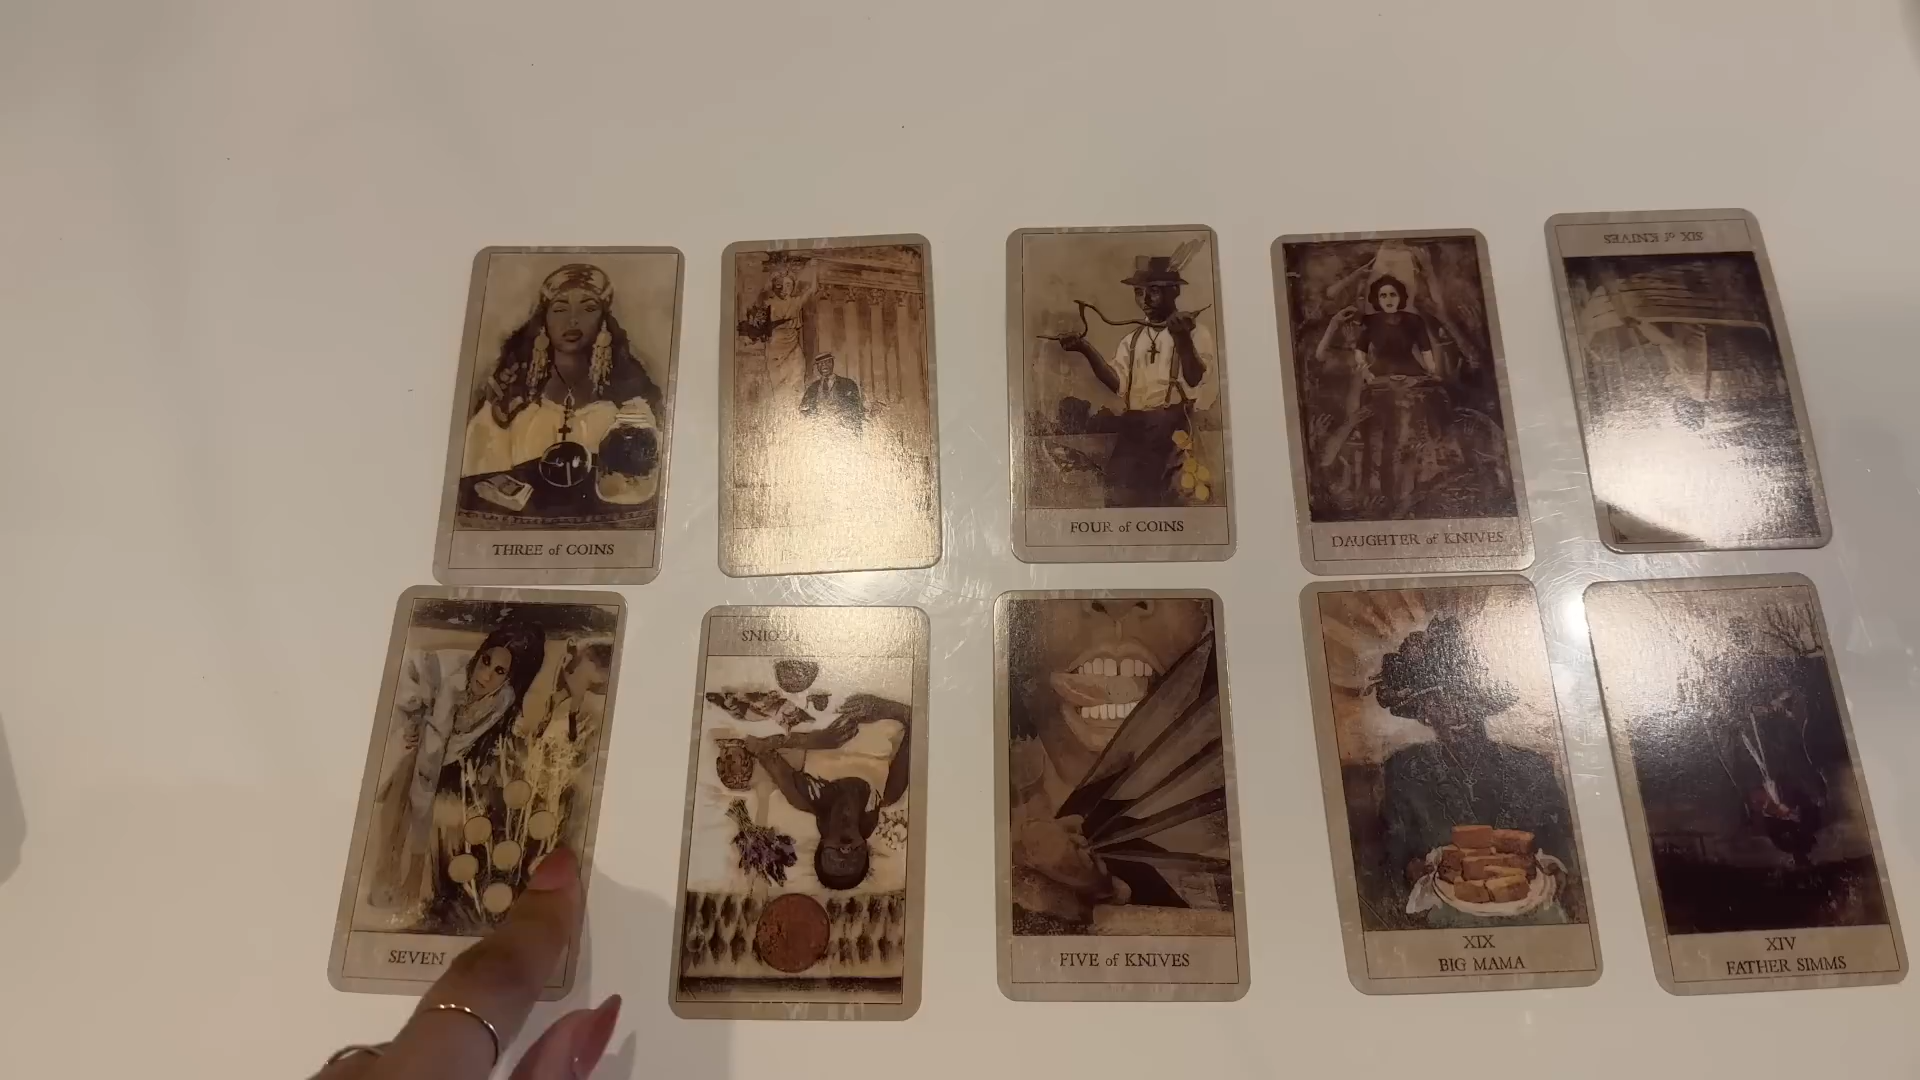 THREE of COINS
FOUR of COINS
DAUGHTER of KNIVES
SIX of KNIVES
SEVEN
COINS
FIVE of KNIVES
XIX
BIG MAMA
XIV
FATHER SIMMS